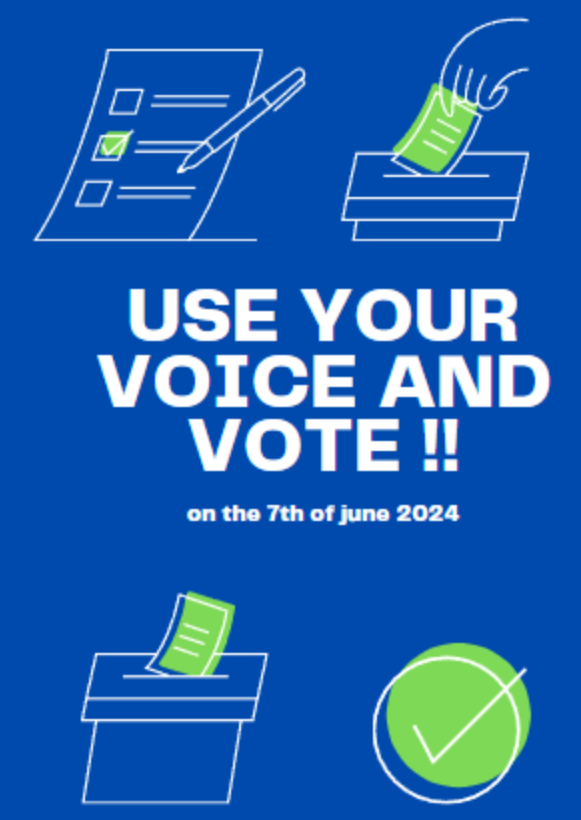 USE YOUR
VOICE AND
VOTE !!
on the 7th of june 2024